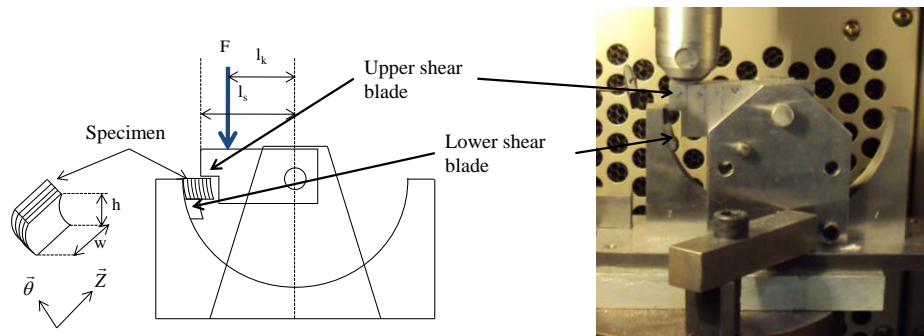 F
l_k
l_s
Upper shear
blade
Specimen
Lower shear
blade
h
w
θ⃗
Z⃗